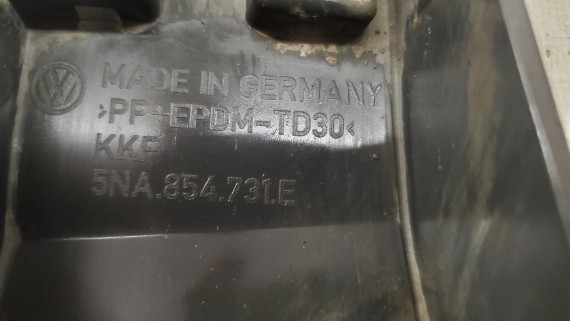 MADE IN GERMANY
>PP-EPDM-TD30<
KKF
5NA.854.731.E